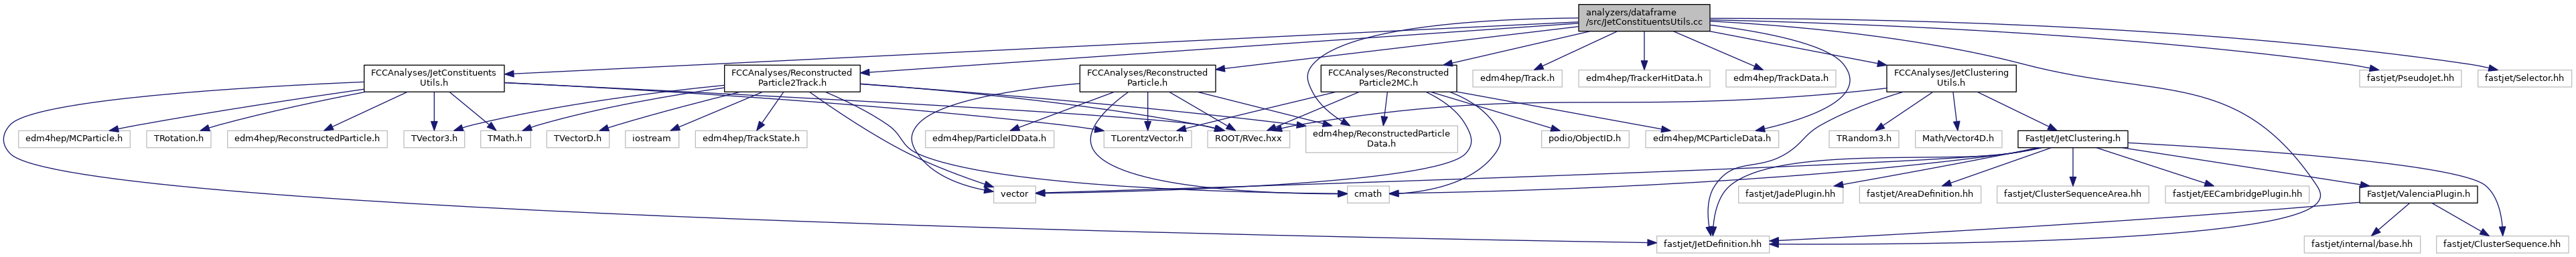 analyzers/dataframe
/src/JetConstituentsUtils.cc
FCCAnalyses/JetConstituents
Utils.h
FCCAnalyses/Reconstructed
Particle2Track.h
FCCAnalyses/Reconstructed
Particle.h
FCCAnalyses/Reconstructed
Particle2MC.h
edm4hep/Track.h
edm4hep/TrackerHitData.h
edm4hep/TrackData.h
FCCAnalyses/JetClustering
Utils.h
fastjet/PseudoJet.hh
fastjet/Selector.hh
edm4hep/MCParticle.h
TRotation.h
edm4hep/ReconstructedParticle.h
TVector3.h
TMath.h
TVectorD.h
iostream
edm4hep/TrackState.h
edm4hep/ParticleIDData.h
TLorentzVector.h
ROOT/RVec.hxx
edm4hep/ReconstructedParticle
Data.h
podio/ObjectID.h
edm4hep/MCParticleData.h
TRandom3.h
Math/Vector4D.h
FastJet/JetClustering.h
vector
cmath
fastjet/JadePlugin.hh
fastjet/AreaDefinition.hh
fastjet/ClusterSequenceArea.hh
fastjet/EECambridgePlugin.hh
FastJet/ValenciaPlugin.h
fastjet/JetDefinition.hh
fastjet/internal/base.hh
fastjet/ClusterSequence.hh